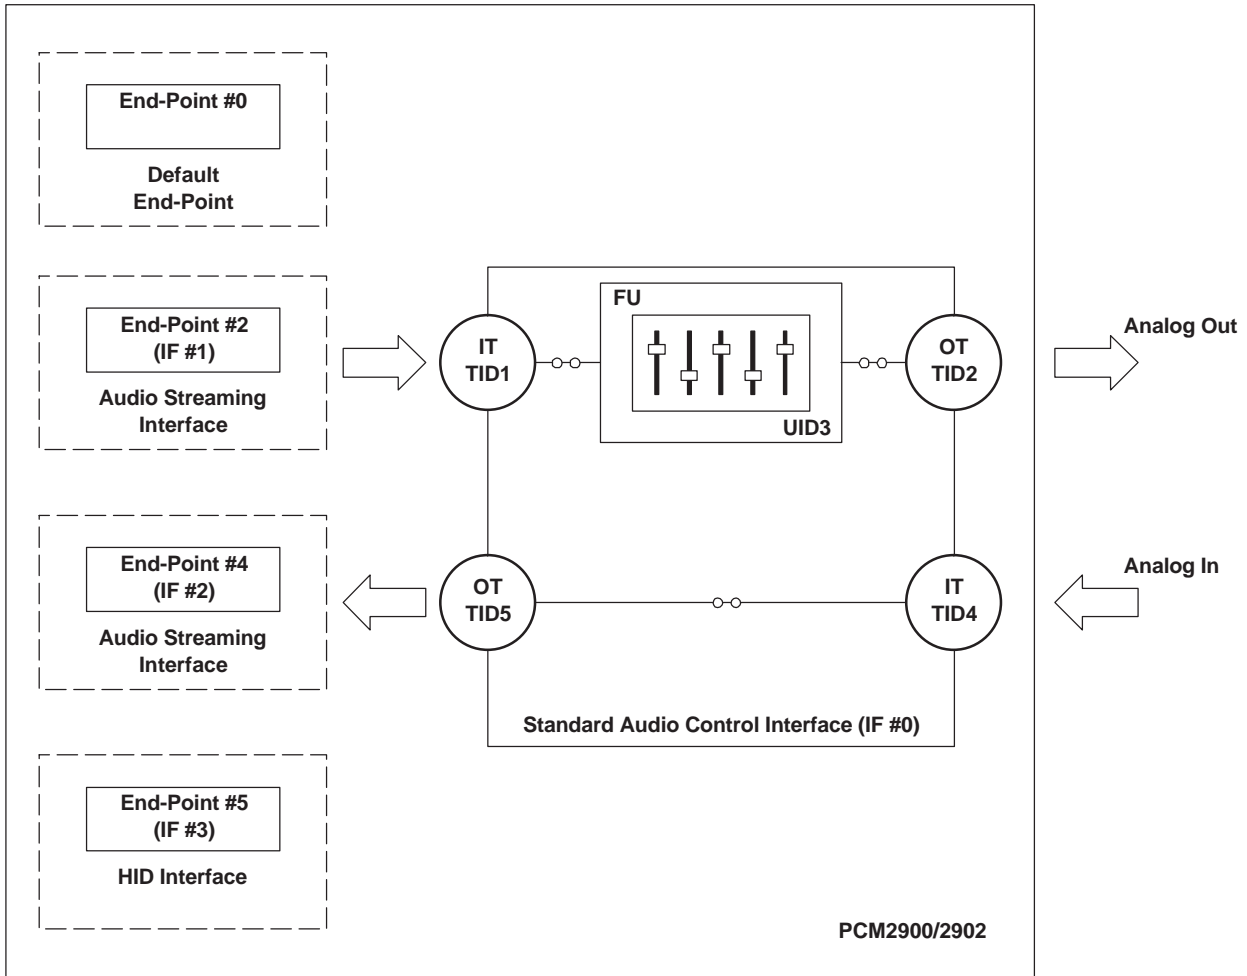 End-Point #0
Default
End-Point
End-Point #2
(IF #1)
Audio Streaming
Interface
End-Point #4
(IF #2)
Audio Streaming
Interface
End-Point #5
(IF #3)
HID Interface
IT
TID1
FU
UID3
OT
TID2
Analog Out
OT
TID5
IT
TID4
Analog In
Standard Audio Control Interface (IF #0)
PCM2900/2902